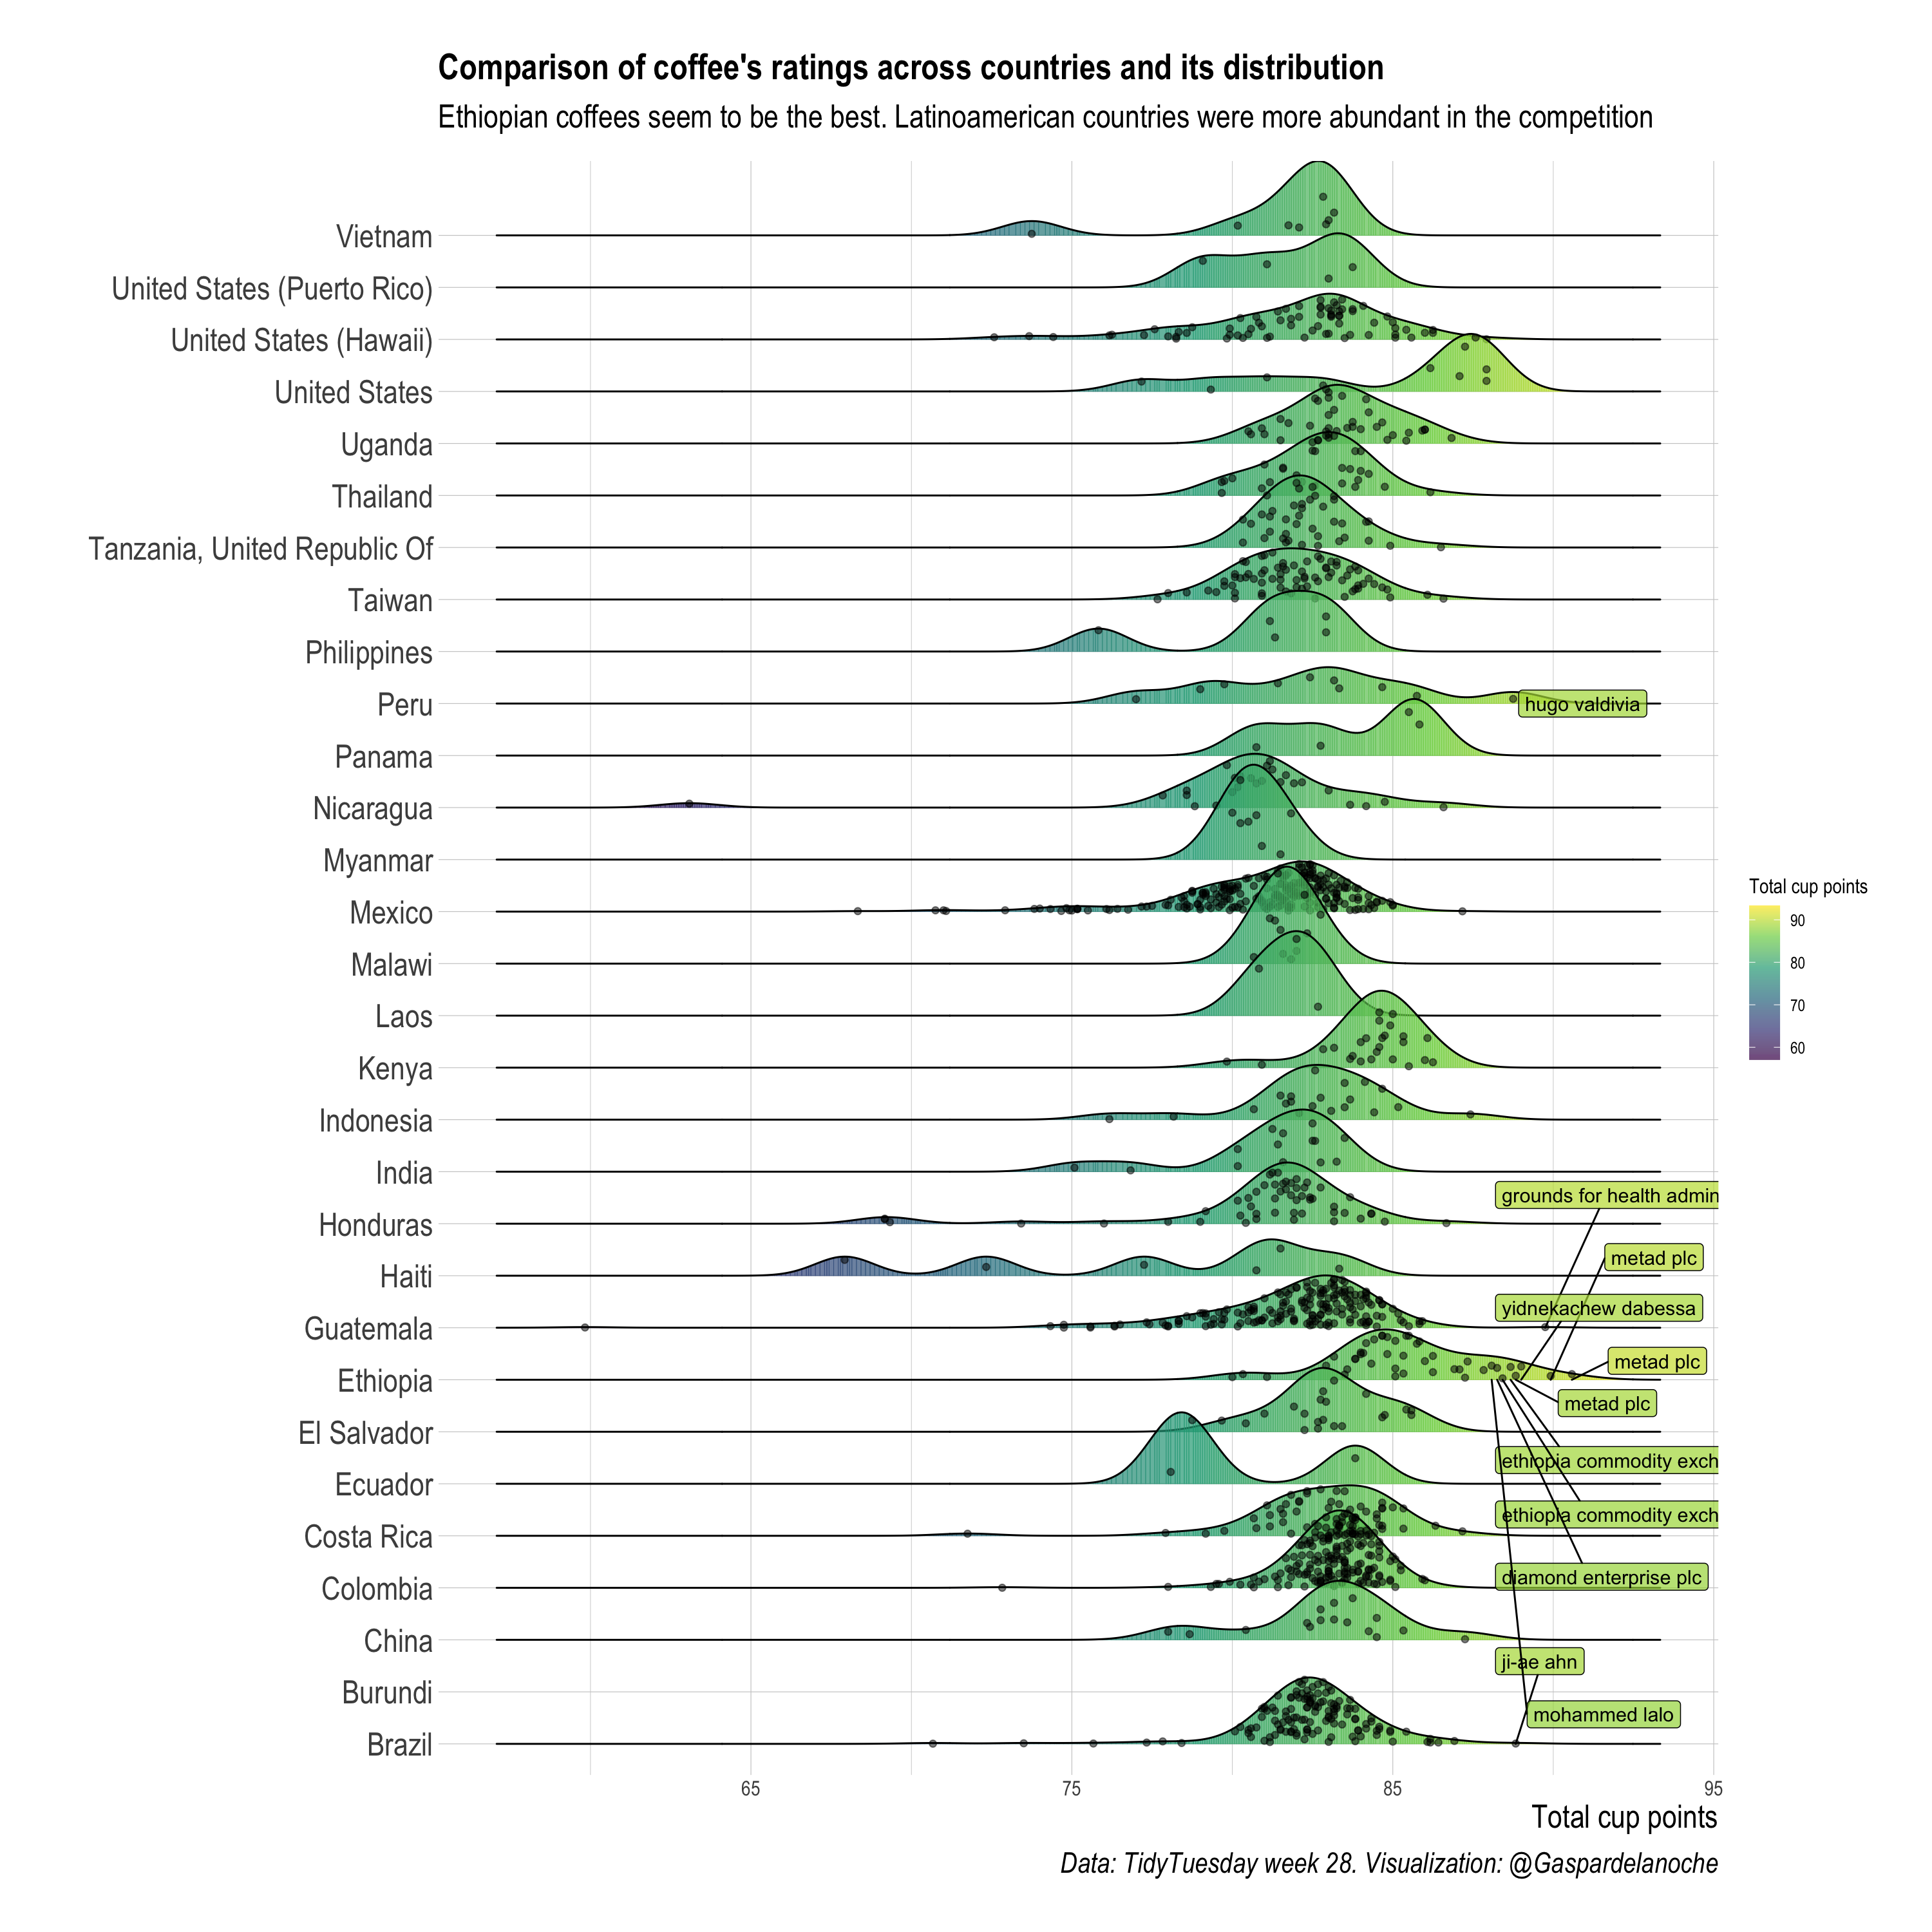 Comparison of coffee's ratings across countries and its distribution
Ethiopian coffees seem to be the best. Latinoamerican countries were more abundant in the competition
Vietnam
United States (Puerto Rico)
United States (Hawaii)
United States
Uganda
Thailand
Tanzania, United Republic Of
Taiwan
Philippines
Peru
hugo valdivia
Panama
Nicaragua
Myanmar
Mexico
Malawi
Laos
Kenya
Indonesia
India
Honduras
grounds for health admin
Haiti
metad plc
yidnekachew dabessa
Guatemala
Ethiopia
metad plc
metad plc
El Salvador
ethiopia commodity exch
Ecuador
ethiopia commodity exch
Costa Rica
diamond enterprise plc
Colombia
China
ji-ae ahn
Burundi
mohammed lalo
Brazil
65 75 85 95
Total cup points
Total cup points
90
80
70
60
Data: TidyTuesday week 28. Visualization: @Gaspardelanoche